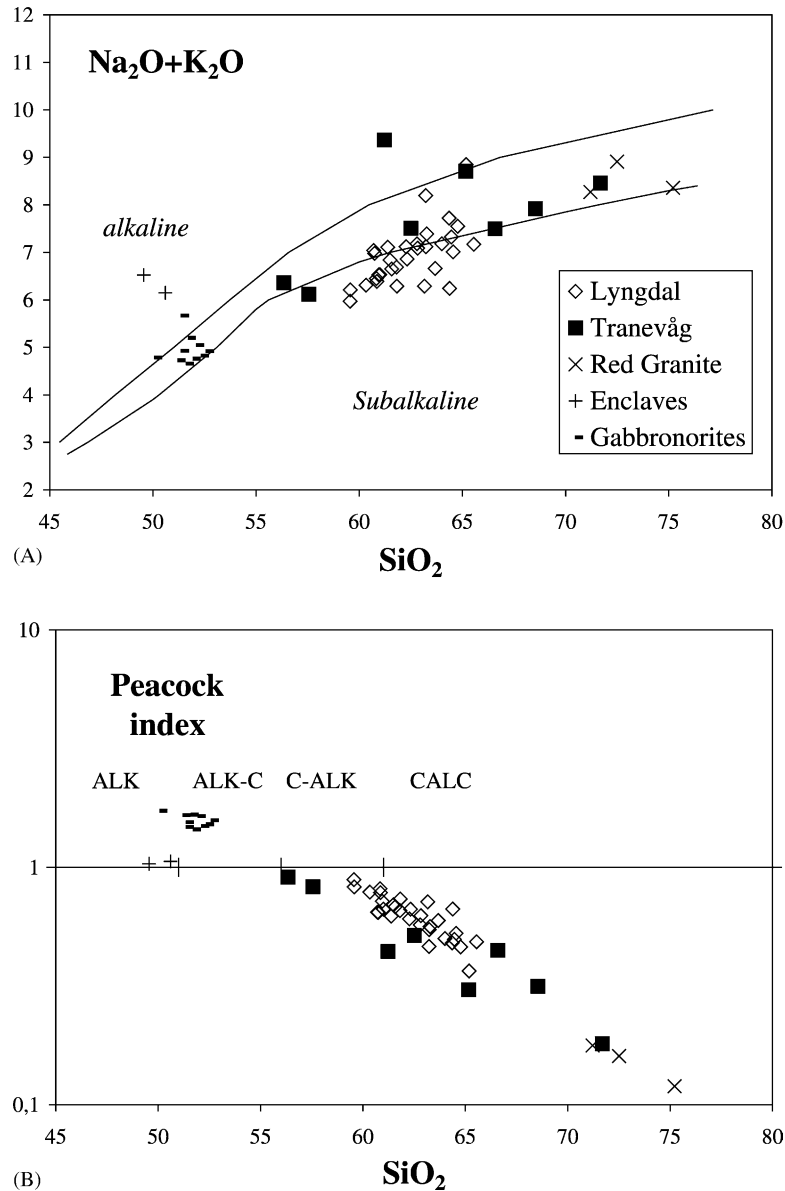 12
11
10
9
8
7
6
5
4
3
2
Na₂O+K₂O
alkaline
Subalkaline
Lyngdal
Tranevåg
Red Granite
Enclaves
Gabbronorites
45 50 55 60 65 70 75 80
(A) SiO₂
10
1
0,1
Peacock
index
ALK ALK-C C-ALK CALC
45 50 55 60 65 70 75 80
(B) SiO₂